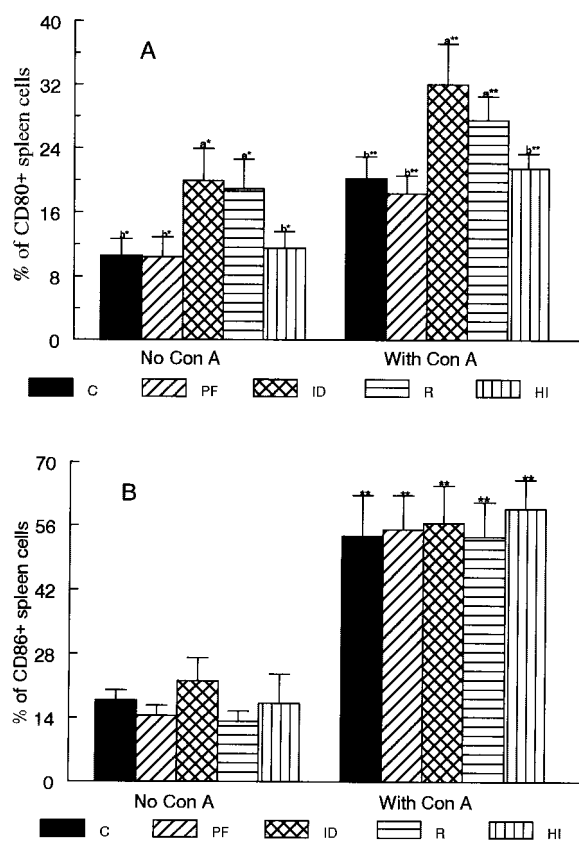 A
% of CD80+ spleen cells
40
32
24
16
8
0
b* b* a* a* b*
b** b** a** a** b**
No Con A With Con A
C PF ID R HI
B
% of CD86+ spleen cells
70
56
42
28
14
0
** ** ** ** **
No Con A With Con A
C PF ID R HI